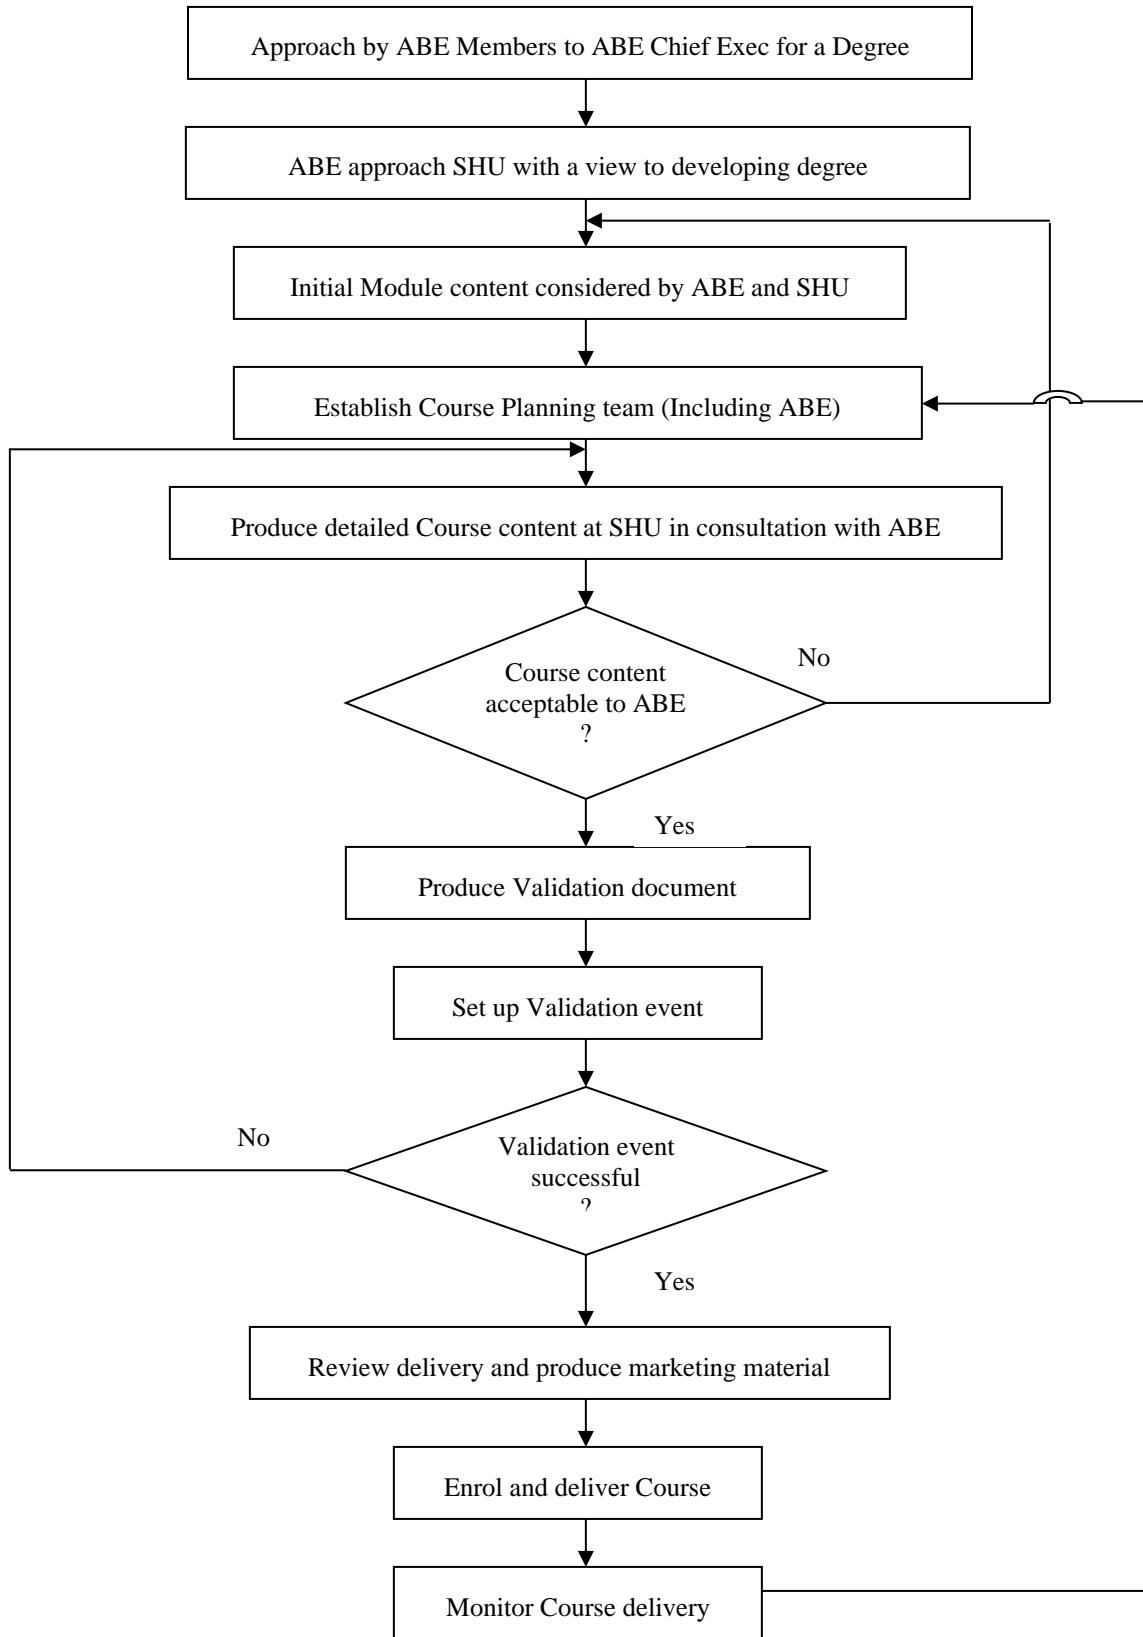 Approach by ABE Members to ABE Chief Exec for a Degree
ABE approach SHU with a view to developing degree
Initial Module content considered by ABE and SHU
Establish Course Planning team (Including ABE)
Produce detailed Course content at SHU in consultation with ABE
Course content
acceptable to ABE
?
No
Yes
Produce Validation document
Set up Validation event
Validation event
successful
?
No
Yes
Review delivery and produce marketing material
Enrol and deliver Course
Monitor Course delivery